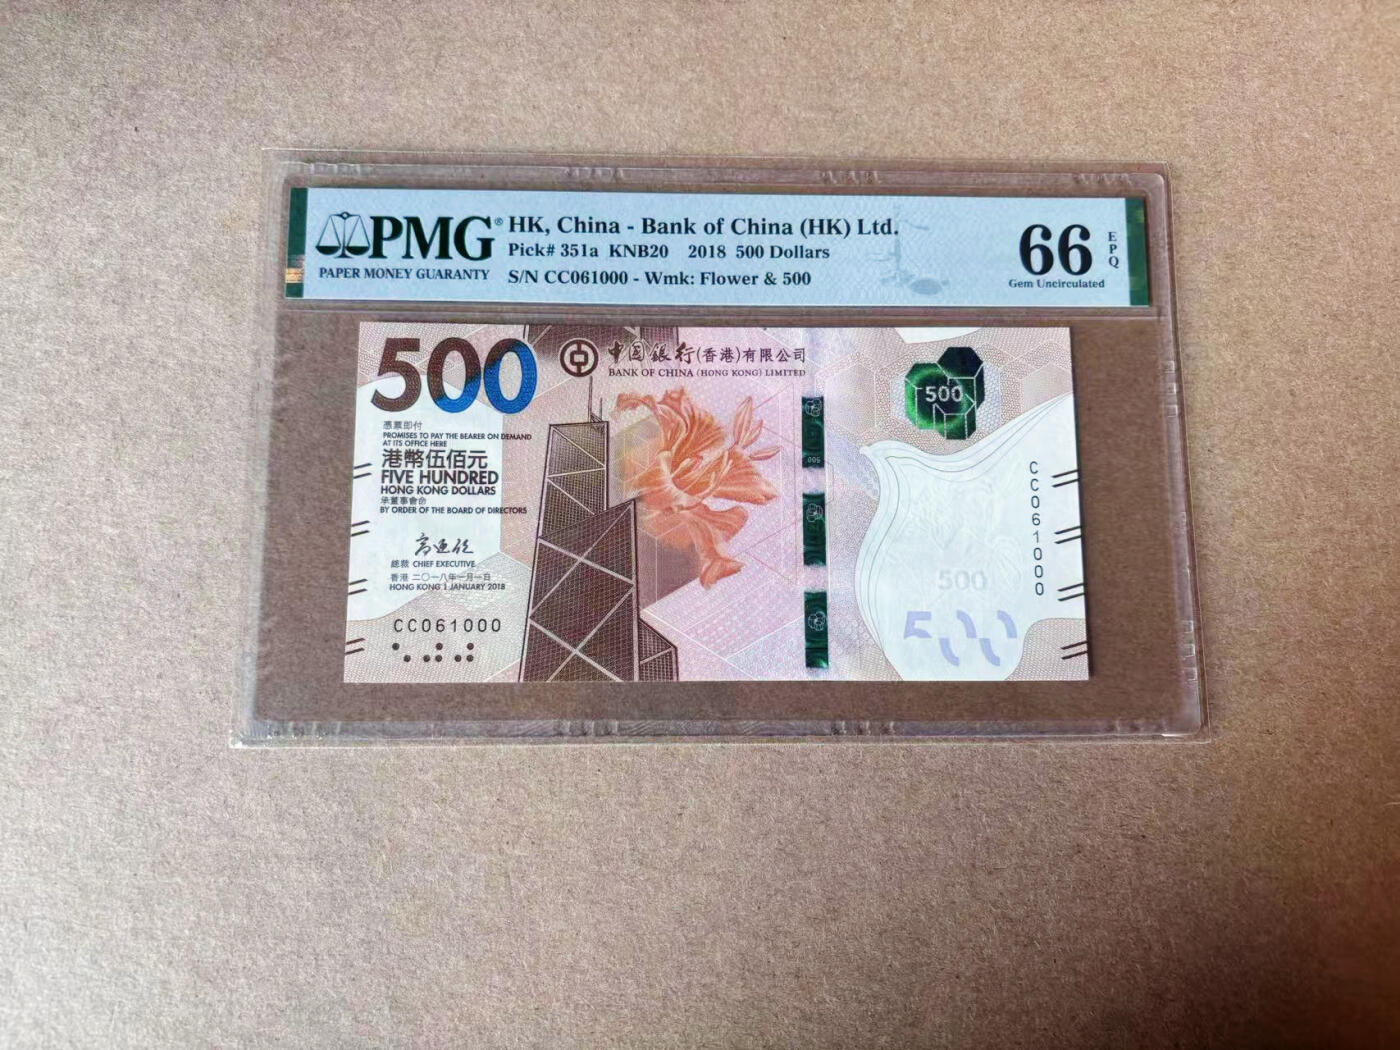 PMG®
PAPER MONEY GUARANTY
HK, China - Bank of China (HK) Ltd.
Pick# 351a KNB20 2018 500 Dollars
S/N CC061000 - Wmk: Flower & 500
66
EPQ
Gem Uncirculated
500
中国銀行(香港)有限公司
BANK OF CHINA (HONG KONG) LIMITED
500
憑票即付
PROMISES TO PAY THE BEARER ON DEMAND
AT ITS OFFICE HERE
港幣伍佰元
FIVE HUNDRED
HONG KONG DOLLARS
承董事會命
BY ORDER OF THE BOARD OF DIRECTORS
高迎欣
總裁 CHIEF EXECUTIVE
香港 二〇一八年一月一日
HONG KONG 1 JANUARY 2018
CC061000
500
CC061000
500
500